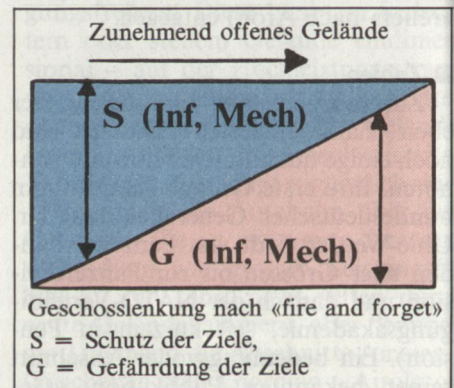 Zunehmend offenes Gelände
S (Inf, Mech)
G (Inf, Mech)
Geschosslenkung nach «fire and forget»
S = Schutz der Ziele,
G = Gefährdung der Ziele